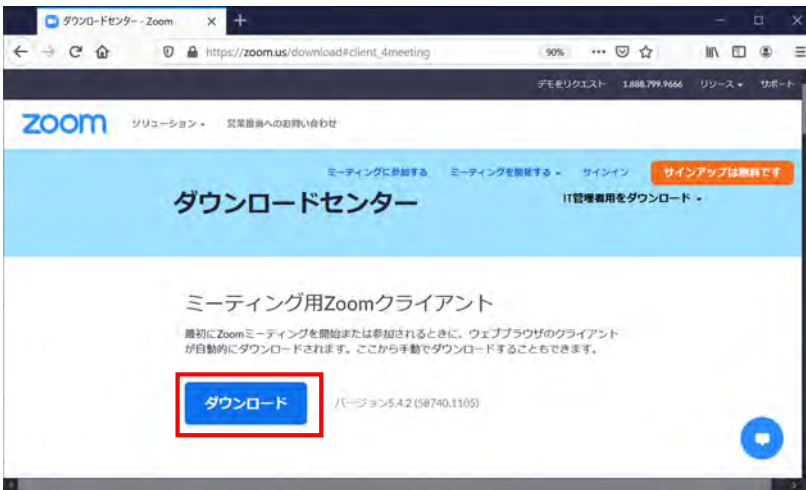 ダウンロードセンター - Zoom
https://zoom.us/download#client_4meeting
90%
デモをリクエスト 1.888.799.9666 リソース サポート
zoom ソリューション 営業担当へのお問い合わせ
ミーティングに参加する ミーティングを開催する サインイン サインアップは無料です
ダウンロードセンター
IT管理者用をダウンロード
ミーティング用Zoomクライアント
最初にZoomミーティングを開始または参加されるときに、ウェブブラウザのクライアント
が自動的にダウンロードされます。ここから手動でダウンロードすることもできます。
ダウンロード
バージョン5.4.2 (58740.1105)